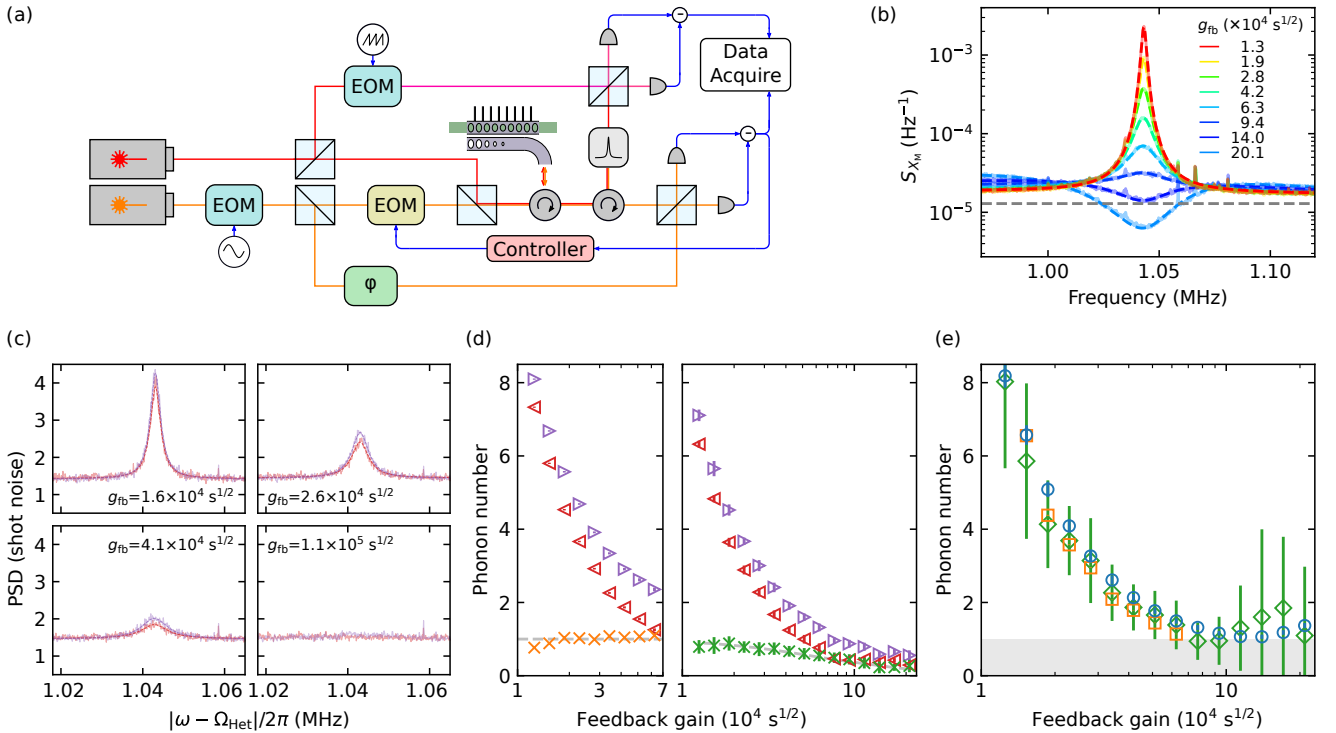 (a)
EOM
Data
Acquire
EOM
EOM
Controller
φ
(b)
g_fb (×10^4 s^1/2)
1.3
1.9
2.8
4.2
6.3
9.4
14.0
20.1
10^−3
10^−4
10^−5
S_X_M (Hz^−1)
1.00 1.05 1.10
Frequency (MHz)
(c)
4
3
2
1
g_fb=1.6×10^4 s^1/2
g_fb=2.6×10^4 s^1/2
4
3
2
1
g_fb=4.1×10^4 s^1/2
g_fb=1.1×10^5 s^1/2
PSD (shot noise)
1.02 1.04 1.06 1.02 1.04 1.06
|ω − Ω_Het|/2π (MHz)
(d)
8
6
4
2
0
Phonon number
1 3 7 1 10
Feedback gain (10^4 s^1/2)
(e)
8
6
4
2
0
Phonon number
1 10
Feedback gain (10^4 s^1/2)